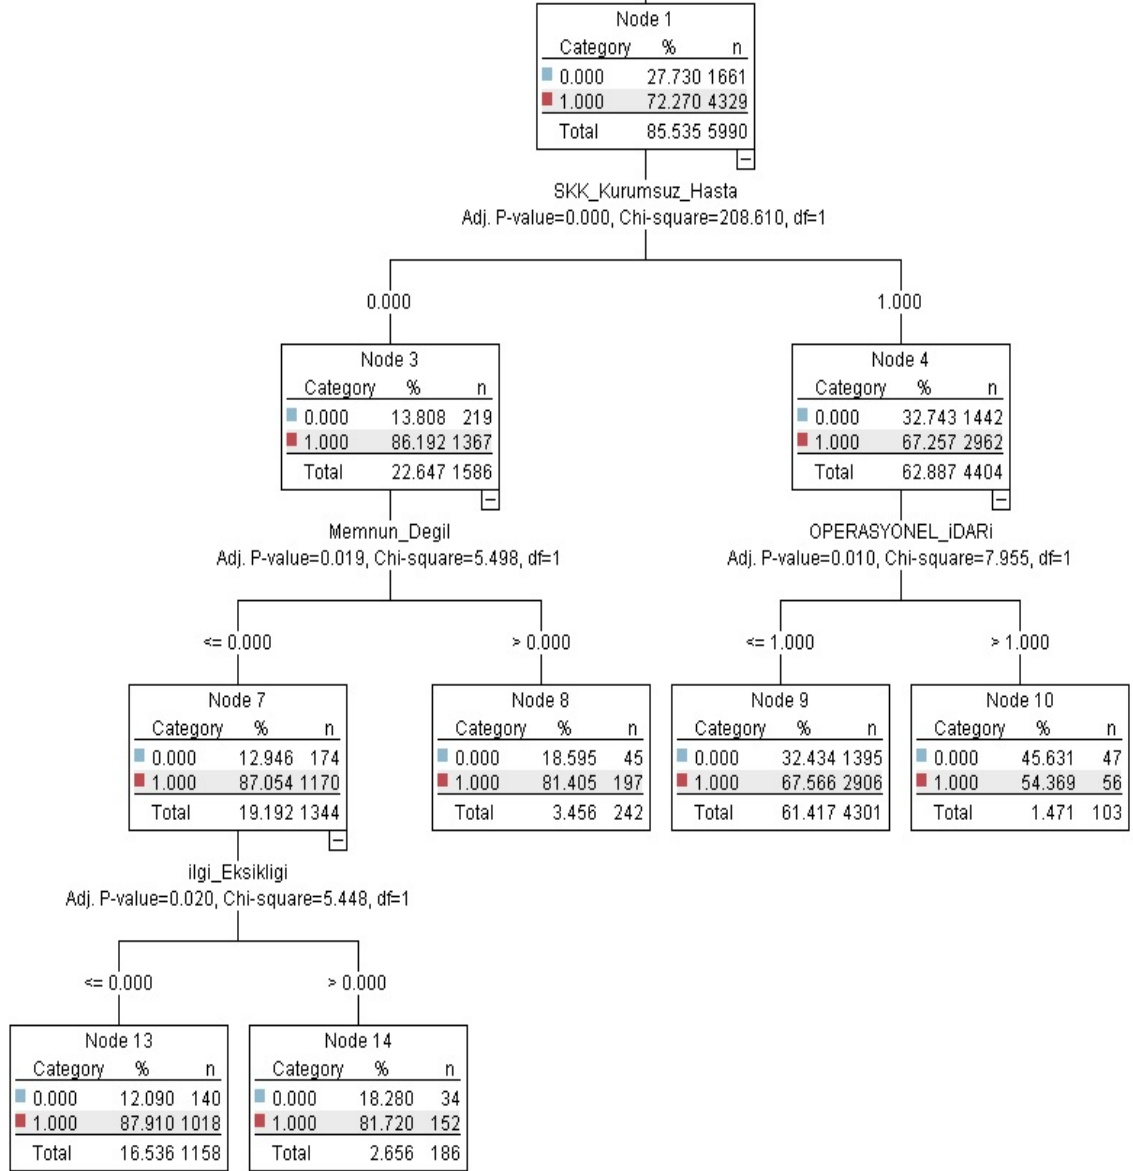 Node 1
Category % n
0.000 27.730 1661
1.000 72.270 4329
Total 85.535 5990
SKK_Kurumsuz_Hasta
Adj. P-value=0.000, Chi-square=208.610, df=1
0.000
1.000
Node 3
Category % n
0.000 13.808 219
1.000 86.192 1367
Total 22.647 1586
Node 4
Category % n
0.000 32.743 1442
1.000 67.257 2962
Total 62.887 4404
Memnun_Degil
Adj. P-value=0.019, Chi-square=5.498, df=1
OPERASYONEL_iDARi
Adj. P-value=0.010, Chi-square=7.955, df=1
<= 0.000
> 0.000
<= 1.000
> 1.000
Node 7
Category % n
0.000 12.946 174
1.000 87.054 1170
Total 19.192 1344
Node 8
Category % n
0.000 18.595 45
1.000 81.405 197
Total 3.456 242
Node 9
Category % n
0.000 32.434 1395
1.000 67.566 2906
Total 61.417 4301
Node 10
Category % n
0.000 45.631 47
1.000 54.369 56
Total 1.471 103
ilgi_Eksikligi
Adj. P-value=0.020, Chi-square=5.448, df=1
<= 0.000
> 0.000
Node 13
Category % n
0.000 12.090 140
1.000 87.910 1018
Total 16.536 1158
Node 14
Category % n
0.000 18.280 34
1.000 81.720 152
Total 2.656 186